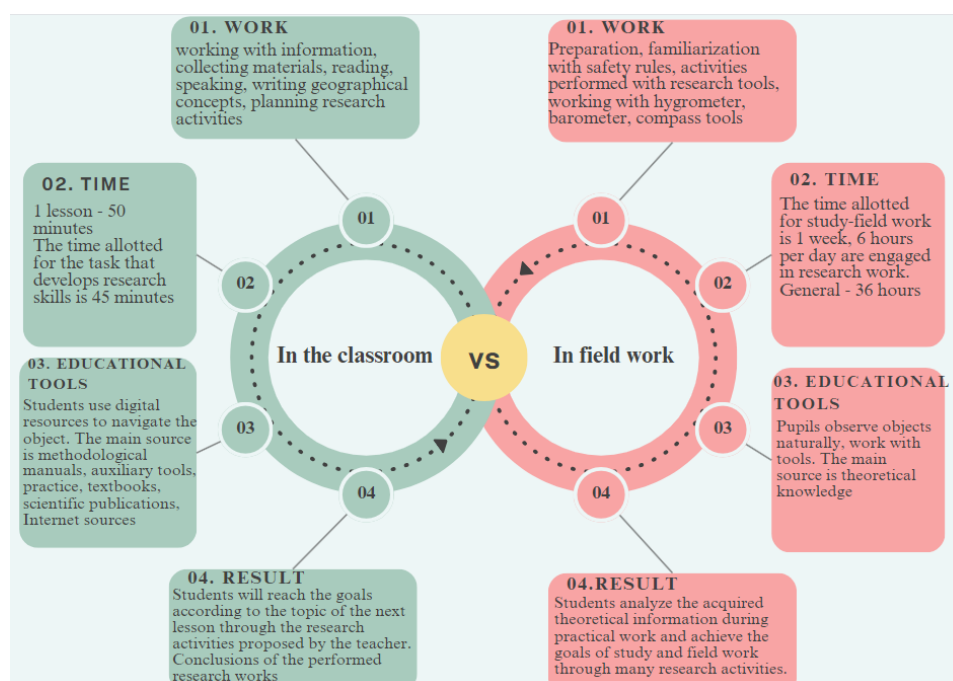 01. WORK
working with information,
collecting materials, reading,
speaking, writing geographical
concepts, planning research
activities
01. WORK
Preparation, familiarization
with safety rules, activities
performed with research tools,
working with hygrometer,
barometer, compass tools
02. TIME
1 lesson - 50
minutes
The time allotted
for the task that
develops research
skills is 45 minutes
02. TIME
The time allotted
for study-field work
is 1 week, 6 hours
per day are engaged
in research work.
General - 36 hours
01
02
03
04
In the classroom
VS
In field work
01
02
03
04
03. EDUCATIONAL
TOOLS
Students use digital
resources to navigate the
object. The main source
is methodological
manuals, auxiliary tools,
practice, textbooks,
scientific publications,
Internet sources
03. EDUCATIONAL
TOOLS
Pupils observe objects
naturally, work with
tools. The main
source is theoretical
knowledge
04. RESULT
Students will reach the goals
according to the topic of the next
lesson through the research
activities proposed by the teacher.
Conclusions of the performed
research works
04.RESULT
Students analyze the acquired
theoretical information during
practical work and achieve the
goals of study and field work
through many research activities.